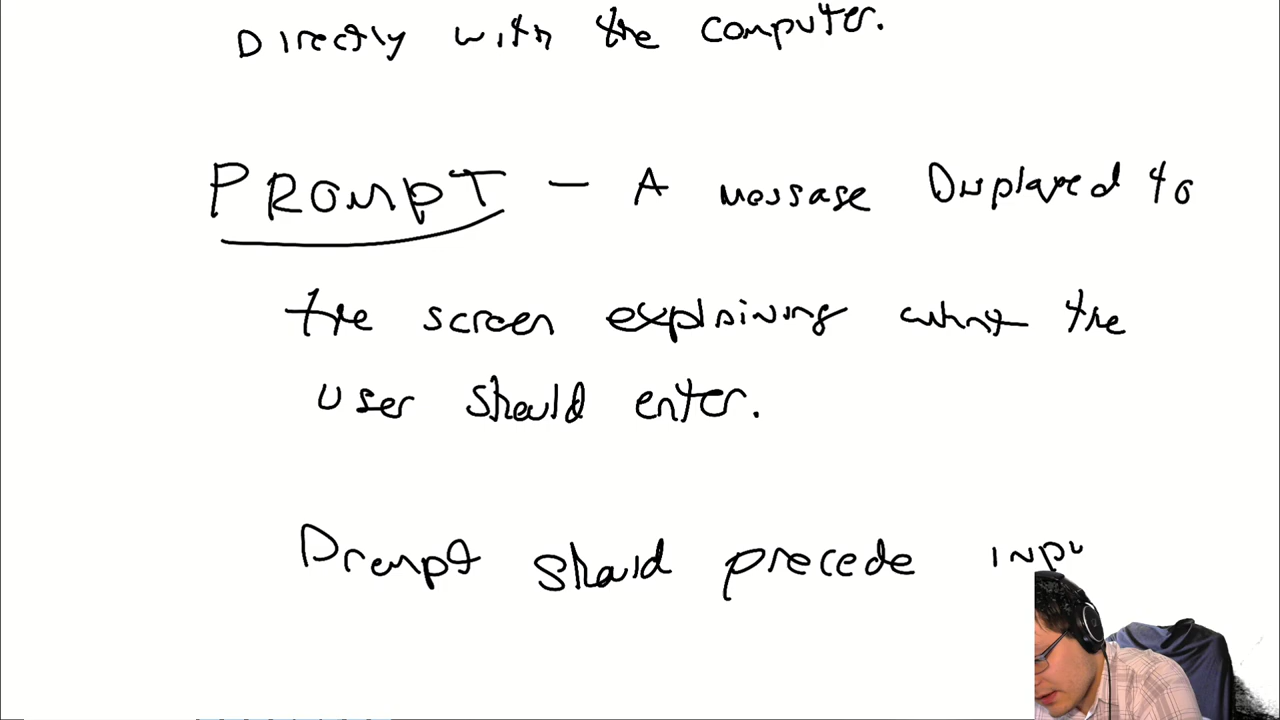 Directly with the computer.
PROMPT - A message Displayed to
the screen explaining what the
user should enter.
Prompt should precede inpu